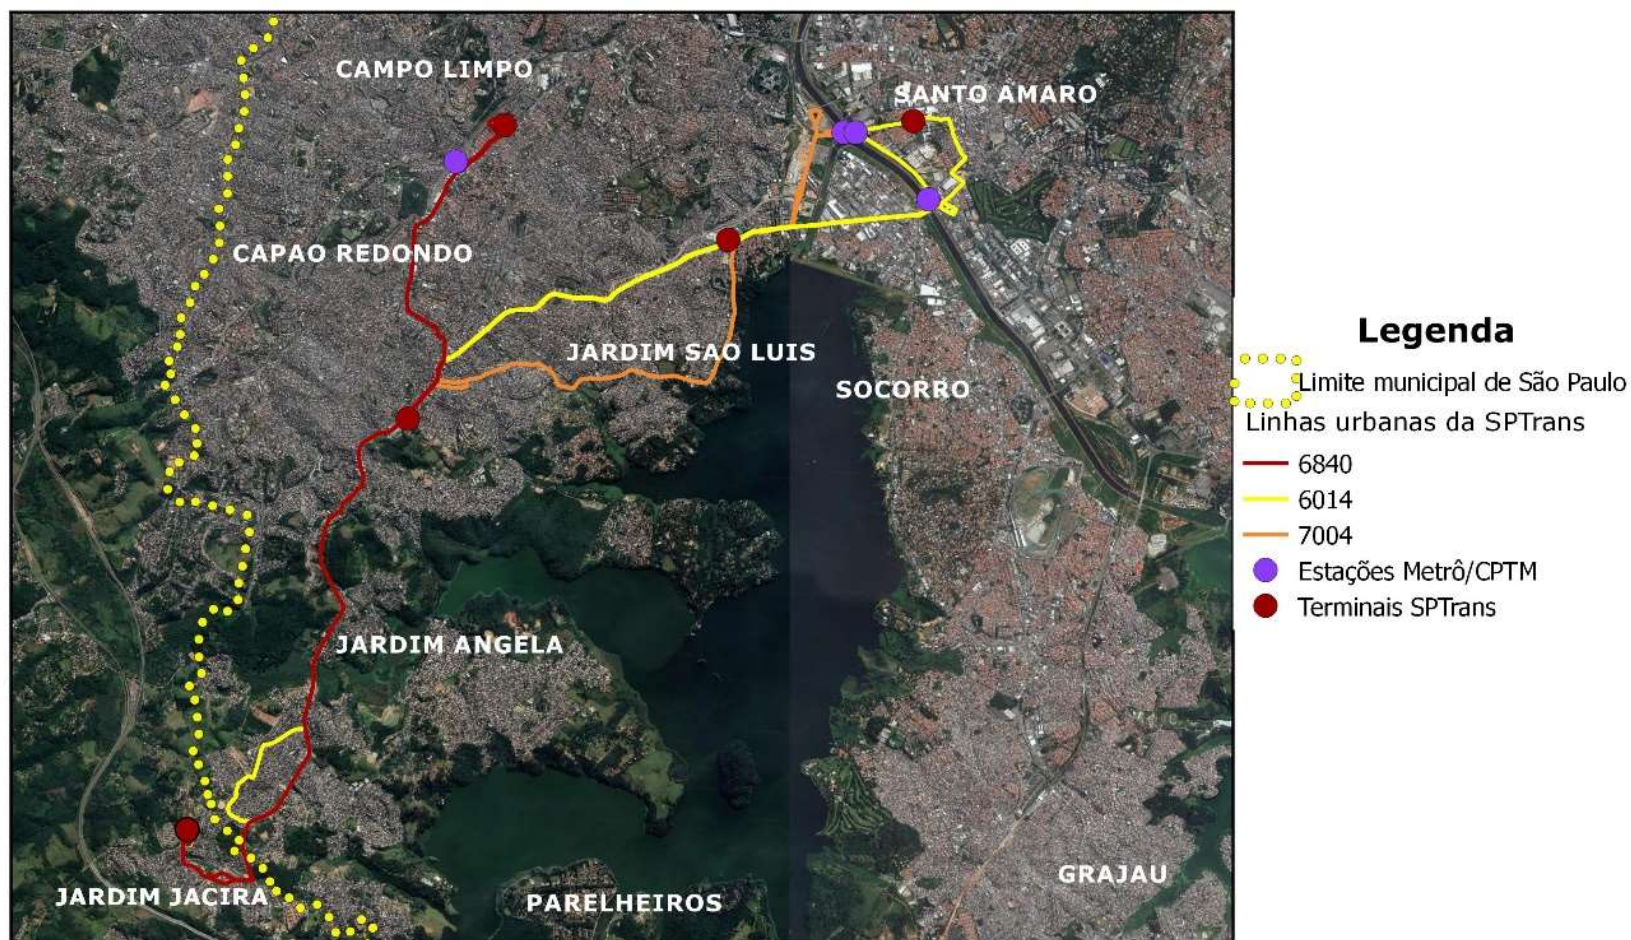 CAMPO LIMPO
SANTO AMARO
CAPAO REDONDO
JARDIM SAO LUIS
SOCORRO
JARDIM ANGELA
GRAJAU
JARDIM JACIRA
PARELHEIROS
Legenda
Limite municipal de São Paulo
Linhas urbanas da SPTrans
6840
6014
7004
Estações Metrô/CPTM
Terminais SPTrans